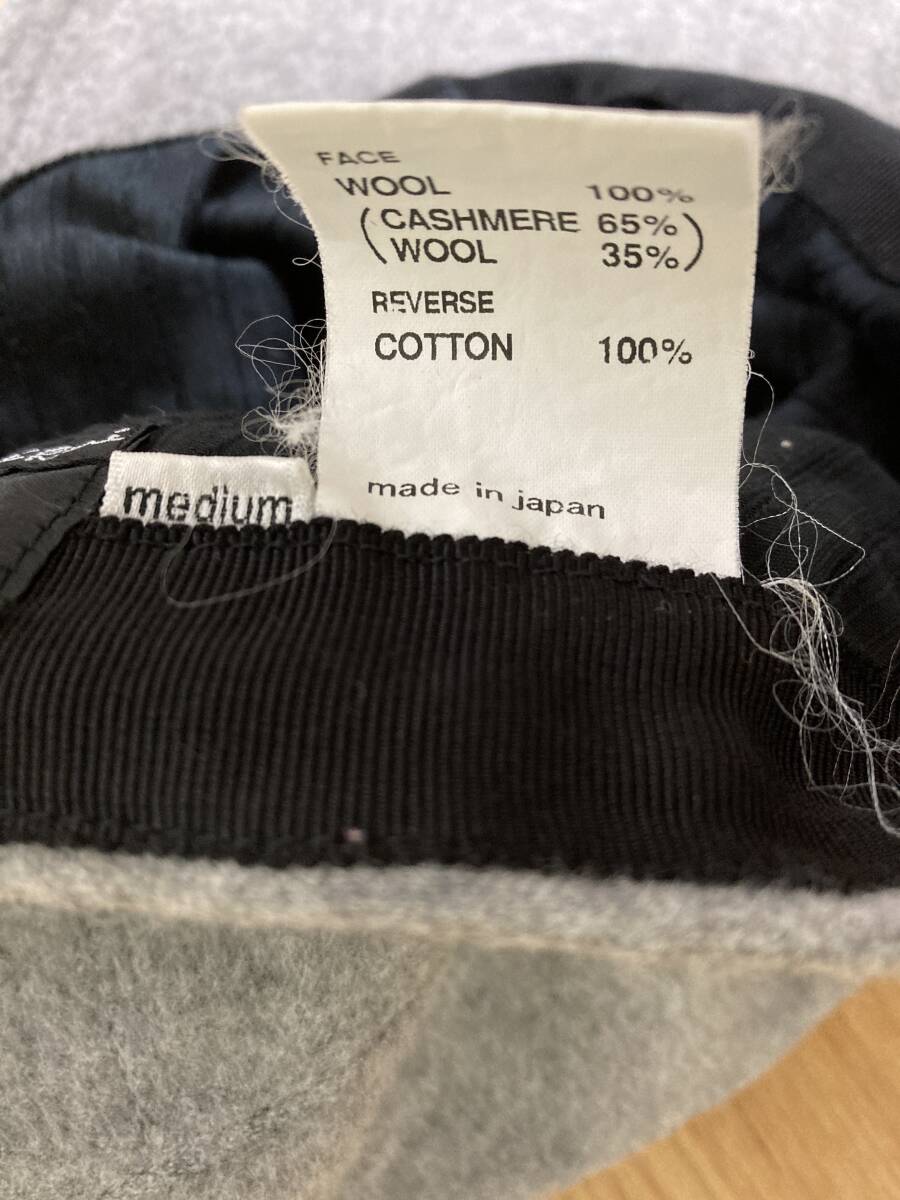 FACE
WOOL 100%
(CASHMERE 65%)
(WOOL 35%)
REVERSE
COTTON 100%
made in japan
medium